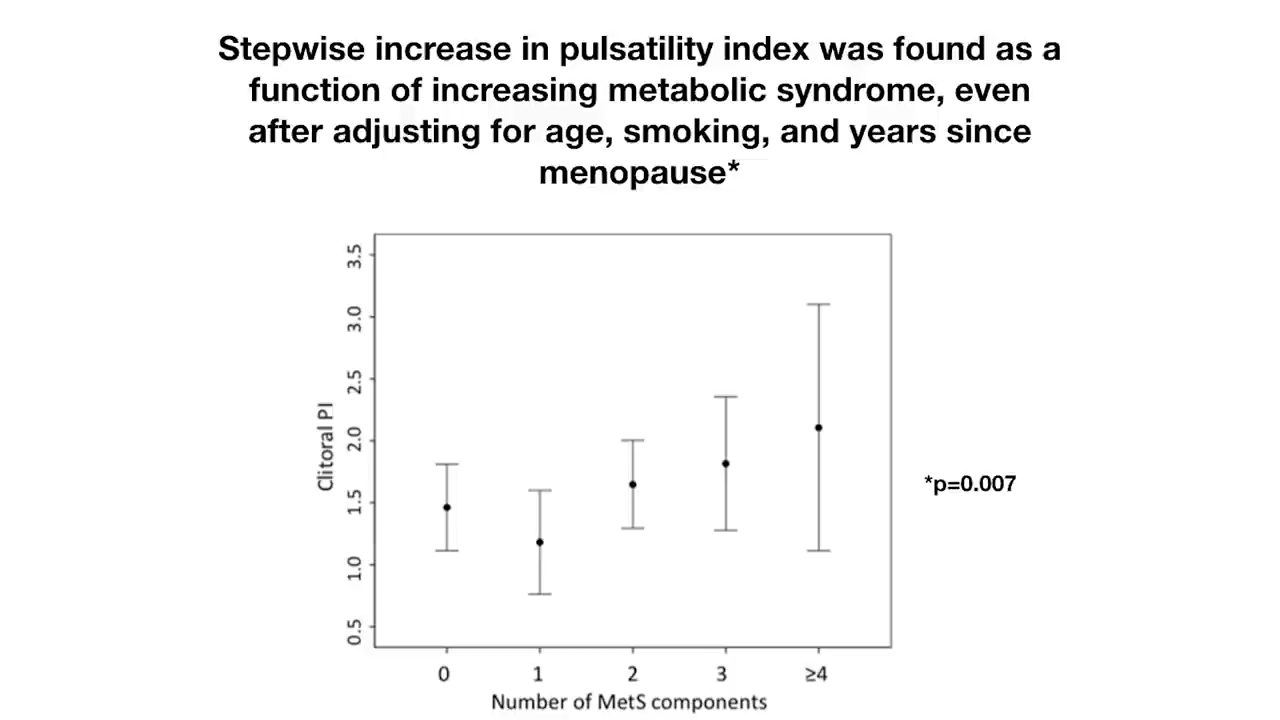 Stepwise increase in pulsatility index was found as a
function of increasing metabolic syndrome, even
after adjusting for age, smoking, and years since
menopause*
3.5
3.0
2.5
2.0
1.5
1.0
0.5
Clitoral PI
*p=0.007
0 1 2 3 ≥4
Number of MetS components